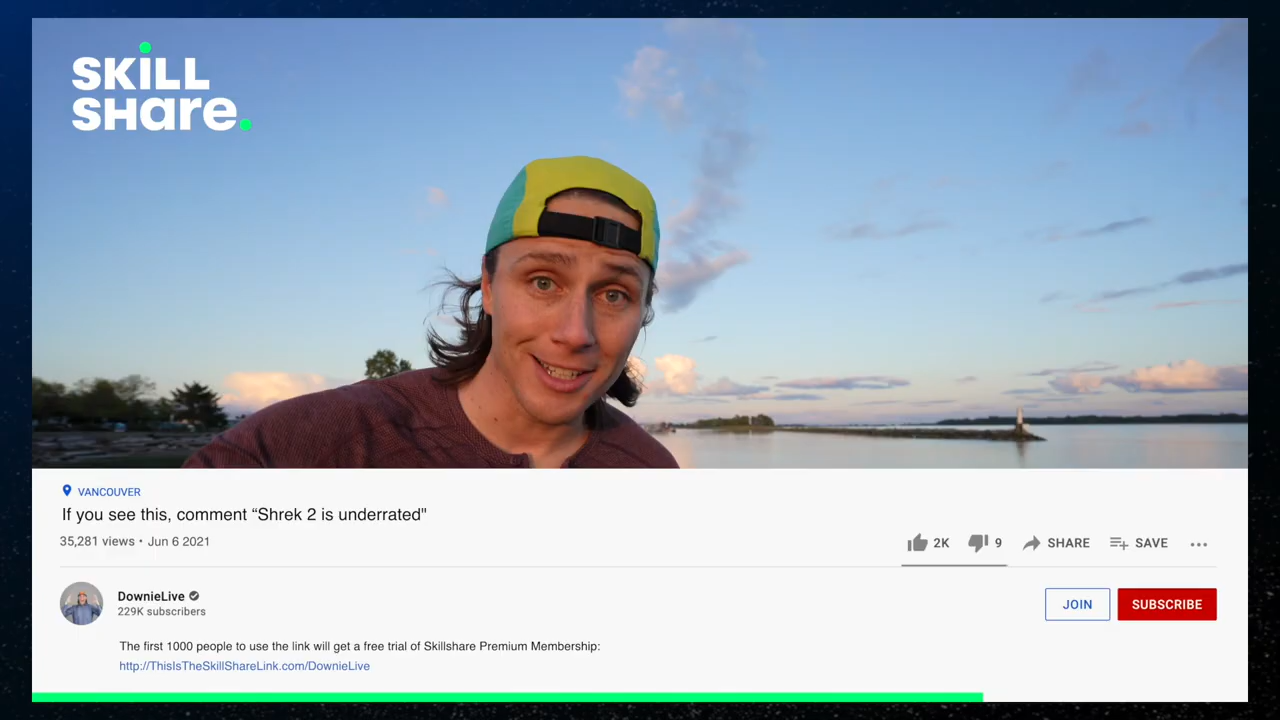 SKILL
SHARE.
VANCOUVER
If you see this, comment “Shrek 2 is underrated"
35,281 views • Jun 6 2021
2K
9
SHARE
SAVE
DownieLive
229K subscribers
JOIN
SUBSCRIBE
The first 1000 people to use the link will get a free trial of Skillshare Premium Membership:
http://ThisIsTheSkillShareLink.com/DownieLive